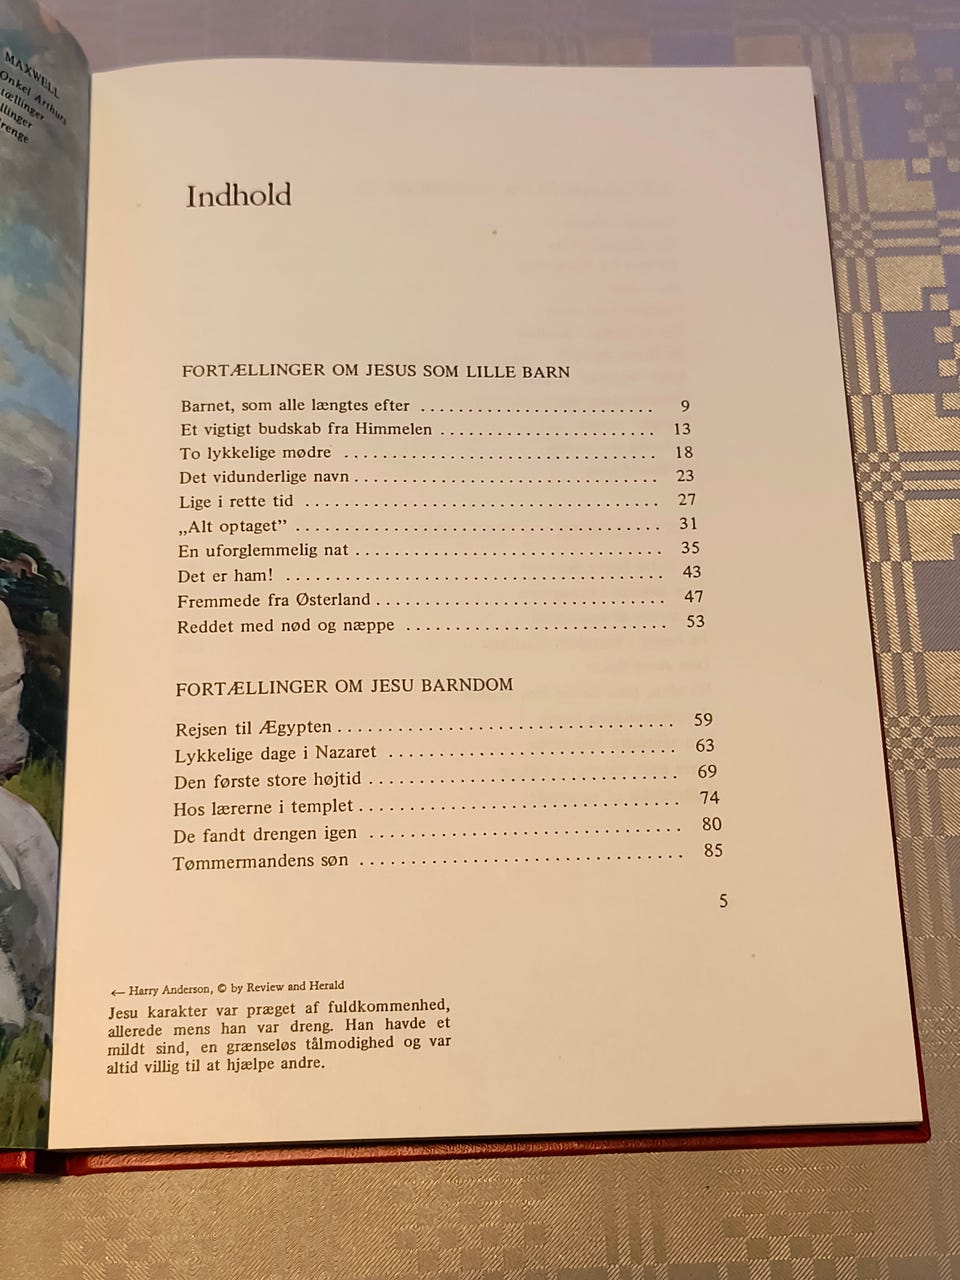 MAXWELL
Onkel Arthurs
tællinger
llinger
renge
Indhold
FORTÆLLINGER OM JESUS SOM LILLE BARN
Barnet, som alle længtes efter . . . . . . . . . . . . . . . . . . . . . . . . . 9
Et vigtigt budskab fra Himmelen . . . . . . . . . . . . . . . . . . . . . . . 13
To lykkelige mødre . . . . . . . . . . . . . . . . . . . . . . . . . . . . . . . . . 18
Det vidunderlige navn . . . . . . . . . . . . . . . . . . . . . . . . . . . . . . . . 23
Lige i rette tid . . . . . . . . . . . . . . . . . . . . . . . . . . . . . . . . . . . . . 27
„Alt optaget” . . . . . . . . . . . . . . . . . . . . . . . . . . . . . . . . . . . . . . 31
En uforglemmelig nat . . . . . . . . . . . . . . . . . . . . . . . . . . . . . . . . 35
Det er ham! . . . . . . . . . . . . . . . . . . . . . . . . . . . . . . . . . . . . . . . 43
Fremmede fra Østerland . . . . . . . . . . . . . . . . . . . . . . . . . . . . . . 47
Reddet med nød og næppe . . . . . . . . . . . . . . . . . . . . . . . . . . . 53
FORTÆLLINGER OM JESU BARNDOM
Rejsen til Ægypten . . . . . . . . . . . . . . . . . . . . . . . . . . . . . . . . . . 59
Lykkelige dage i Nazaret . . . . . . . . . . . . . . . . . . . . . . . . . . . . . 63
Den første store højtid . . . . . . . . . . . . . . . . . . . . . . . . . . . . . . . 69
Hos lærerne i templet . . . . . . . . . . . . . . . . . . . . . . . . . . . . . . . . 74
De fandt drengen igen . . . . . . . . . . . . . . . . . . . . . . . . . . . . . . . 80
Tømmermandens søn . . . . . . . . . . . . . . . . . . . . . . . . . . . . . . . . 85
5
← Harry Anderson, © by Review and Herald
Jesu karakter var præget af fuldkommenhed,
allerede mens han var dreng. Han havde et
mildt sind, en grænseløs tålmodighed og var
altid villig til at hjælpe andre.